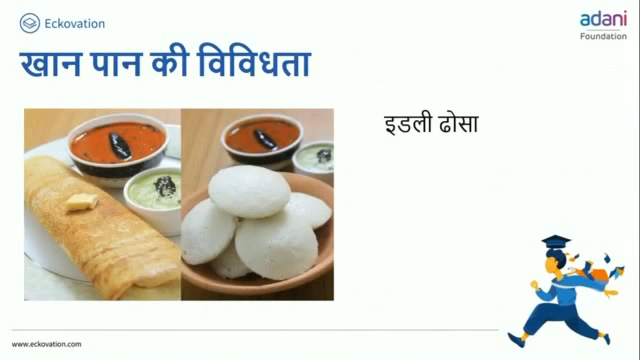 Eckovation
adani
Foundation
खान पान की विविधता
इडली ढोसा
www.eckovation.com